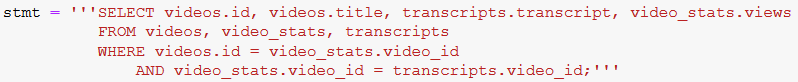 stmt = '''SELECT videos.id, videos.title, transcripts.transcript, video_stats.views
FROM videos, video_stats, transcripts
WHERE videos.id = video_stats.video_id
AND video_stats.video_id = transcripts.video_id;'''